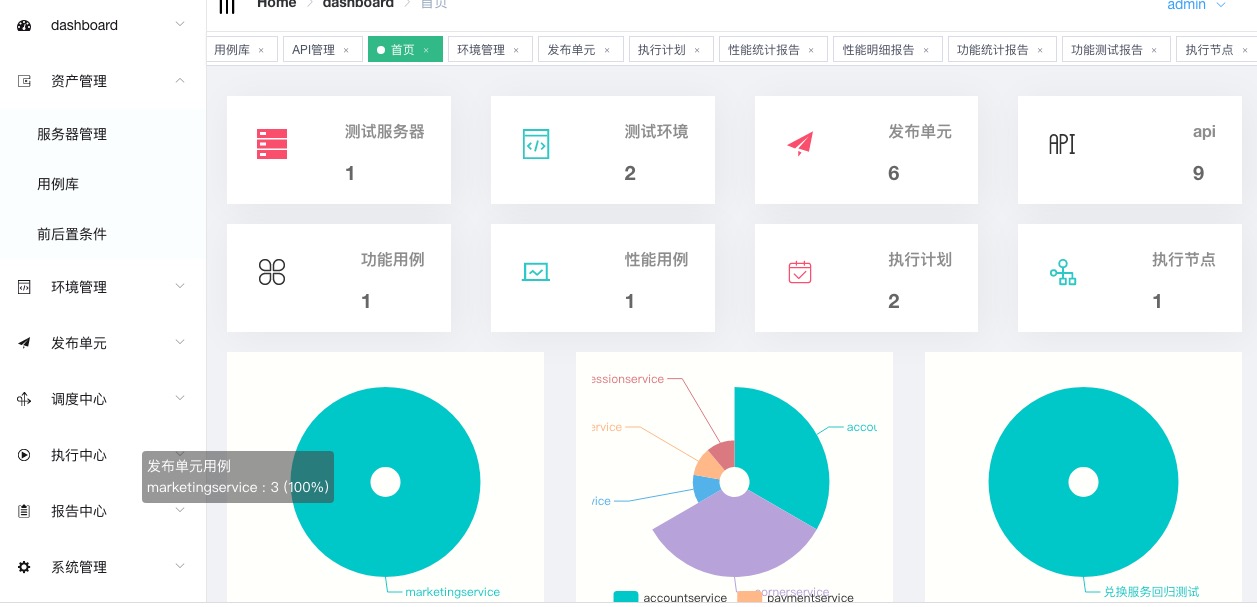 Home
dashboard
首页
admin
用例库
API管理
首页
环境管理
发布单元
执行计划
性能统计报告
性能明细报告
功能统计报告
功能测试报告
执行节点
dashboard
资产管理
服务器管理
用例库
前后置条件
环境管理
发布单元
调度中心
执行中心
报告中心
系统管理
测试服务器
1
测试环境
2
发布单元
6
API
api
9
功能用例
1
性能用例
1
执行计划
2
执行节点
1
发布单元用例
marketingservice : 3 (100%)
marketingservice
essionservice
ervice
vice
accou
ornerservice
accountservice
paymentservice
兑换服务回归测试